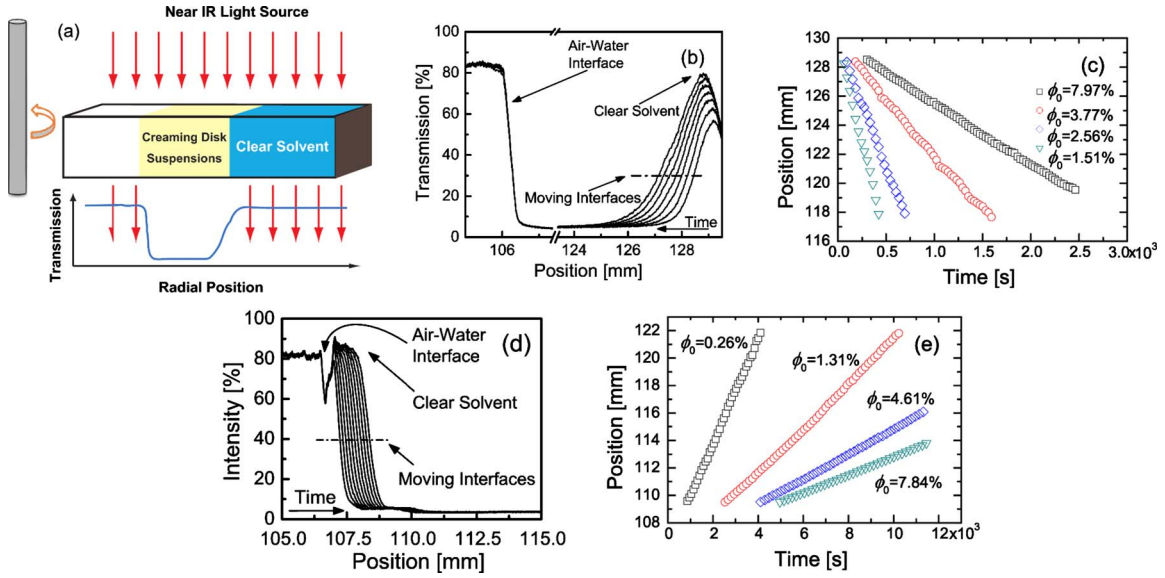 (a)
Near IR Light Source
Creaming Disk
Suspensions
Clear Solvent
Transmission
Radial Position
(b)
Air-Water
Interface
Clear Solvent
Moving Interfaces
Time
Transmission [%]
100
80
60
40
20
0
106 124 126 128
Position [mm]
(c)
ϕ₀=7.97%
ϕ₀=3.77%
ϕ₀=2.56%
ϕ₀=1.51%
Position [mm]
130
128
126
124
122
120
118
116
0.0 0.5 1.0 1.5 2.0 2.5 3.0×10³
Time [s]
(d)
Air-Water
Interface
Clear Solvent
Moving Interfaces
Time
Intensity [%]
100
80
60
40
20
0
105.0 107.5 110.0 112.5 115.0
Position [mm]
(e)
ϕ₀=0.26%
ϕ₀=1.31%
ϕ₀=4.61%
ϕ₀=7.84%
Position [mm]
122
120
118
116
114
112
110
108
0 2 4 6 8 10 12×10³
Time [s]